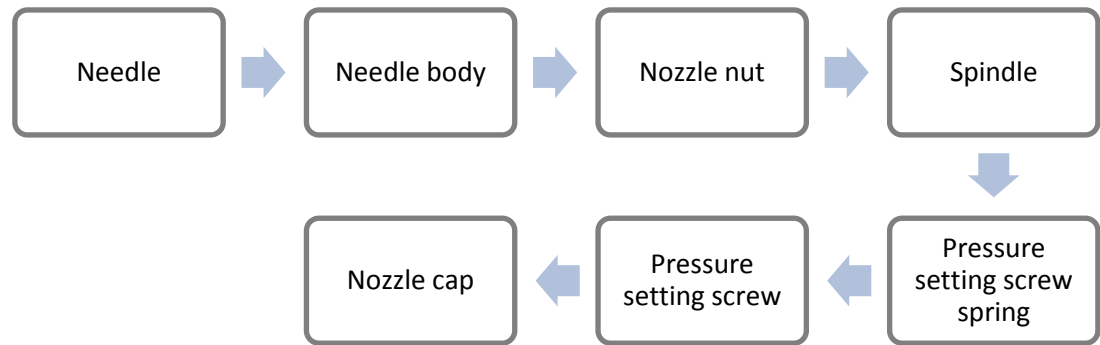 Needle
Needle body
Nozzle nut
Spindle
Pressure
setting screw
spring
Pressure
setting screw
Nozzle cap